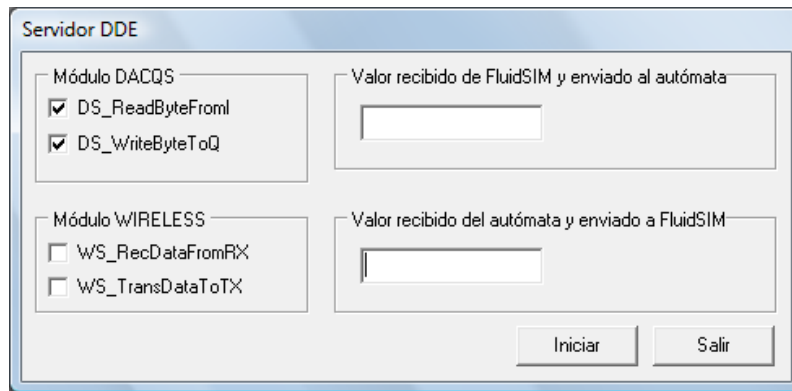 Servidor DDE
Módulo DACQS
DS_ReadByteFromI
DS_WriteByteToQ
Valor recibido de FluidSIM y enviado al autómata
Módulo WIRELESS
WS_RecDataFromRX
WS_TransDataToTX
Valor recibido del autómata y enviado a FluidSIM
Iniciar
Salir